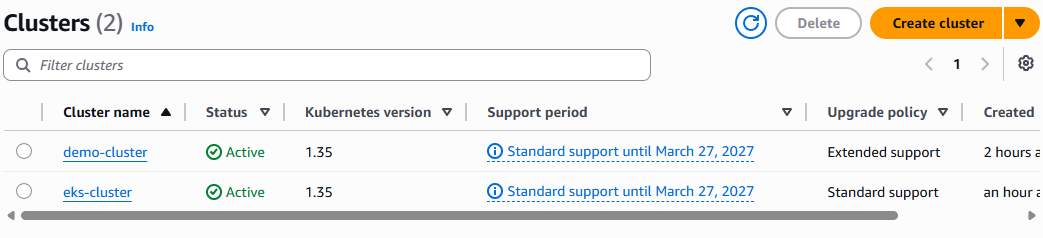 Clusters (2) Info Delete Create cluster
Filter clusters 1
Cluster name Status Kubernetes version Support period Upgrade policy Created
demo-cluster Active 1.35 Standard support until March 27, 2027 Extended support 2 hours a
eks-cluster Active 1.35 Standard support until March 27, 2027 Standard support an hour a